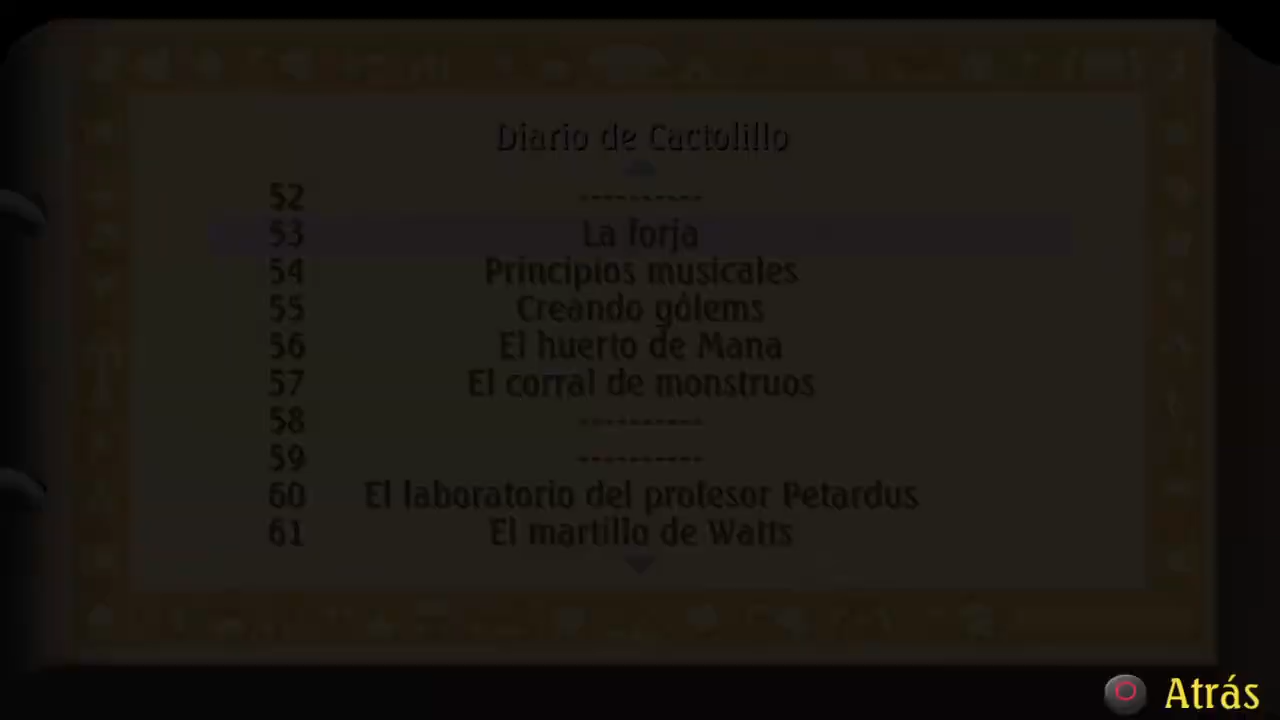 Diario de Cactolillo
52 ----------
53 La forja
54 Principios musicales
55 Creando gólems
56 El huerto de Mana
57 El corral de monstruos
58 ----------
59 ----------
60 El laboratorio del profesor Petardus
61 El martillo de Watts
Atrás